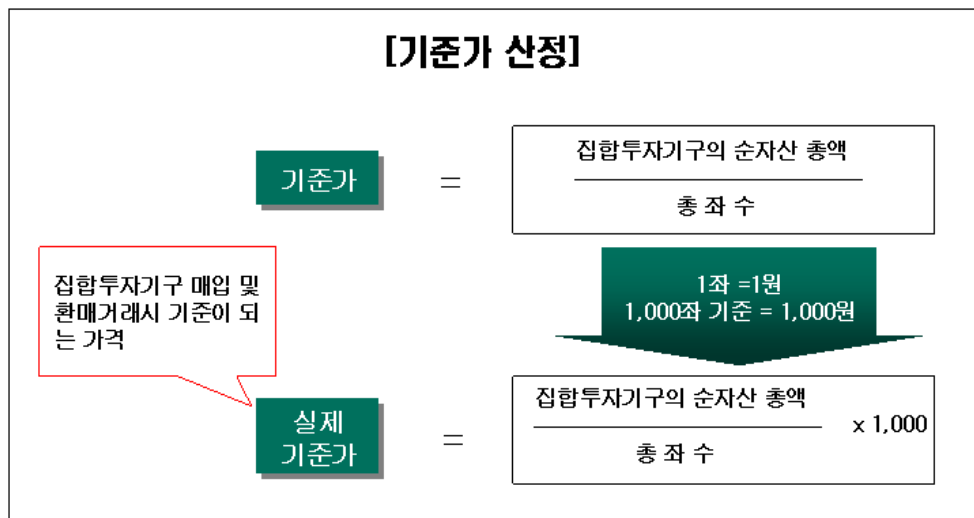 [기준가 산정]
기준가
=
집합투자기구의 순자산 총액
총 좌 수
집합투자기구 매입 및
환매거래시 기준이 되
는 가격
1좌 =1원
1,000좌 기준 = 1,000원
실제
기준가
=
집합투자기구의 순자산 총액
총 좌 수
x 1,000